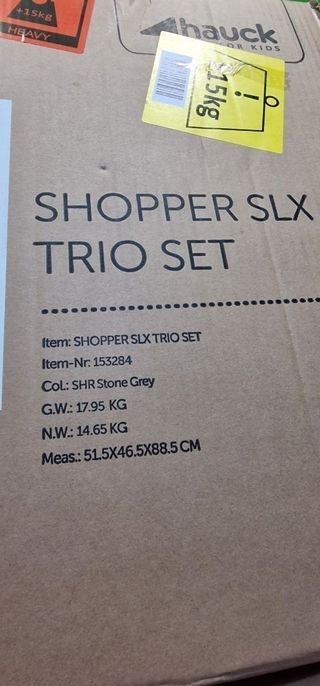 +15kg
HEAVY
hauck
FOR KIDS
15kg
SHOPPER SLX
TRIO SET
Item: SHOPPER SLX TRIO SET
Item-Nr: 153284
Col.: SHR Stone Grey
G.W.: 17.95 KG
N.W.: 14.65 KG
Meas.: 51.5X46.5X88.5 CM